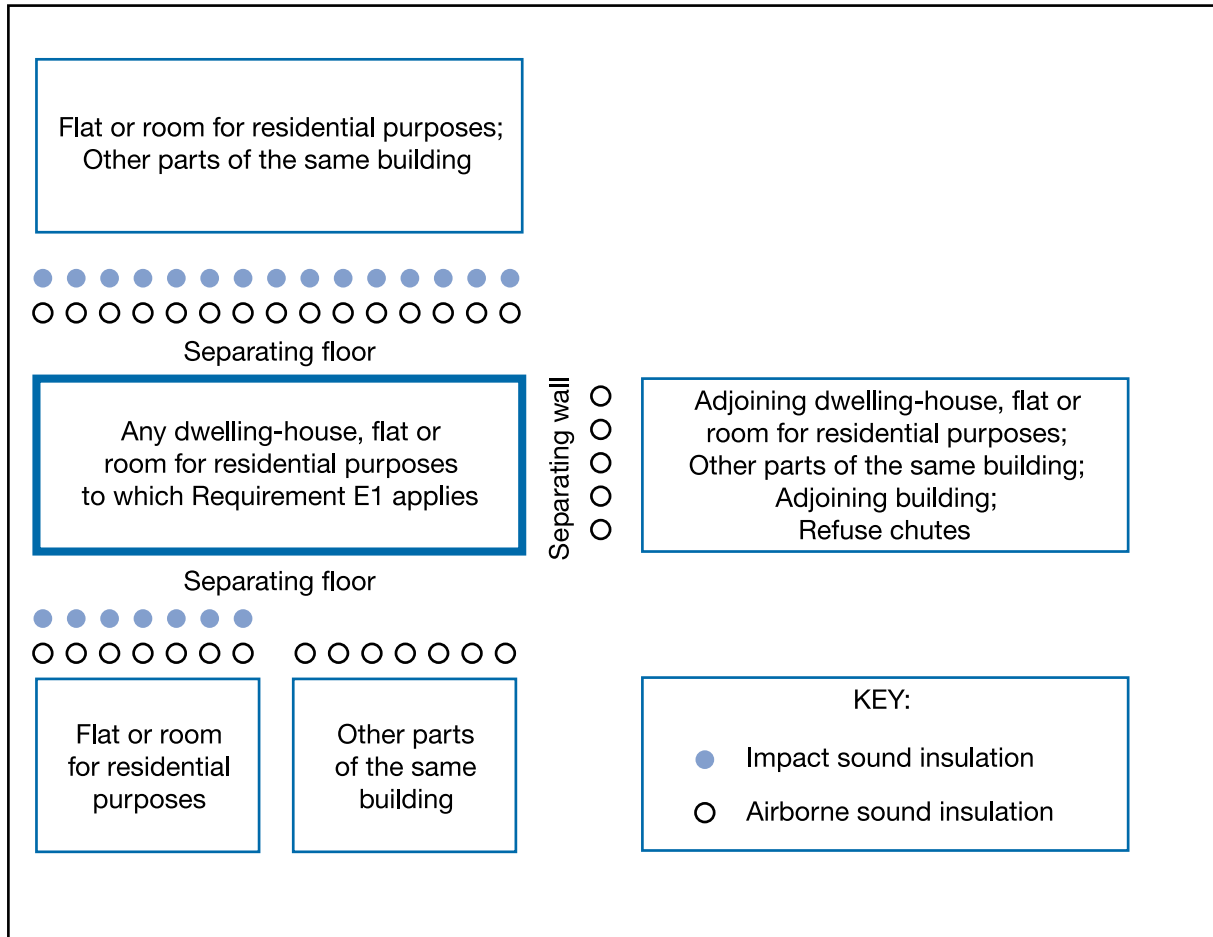 Flat or room for residential purposes;
Other parts of the same building
Separating floor
Any dwelling-house, flat or
room for residential purposes
to which Requirement E1 applies
Separating wall
Adjoining dwelling-house, flat or
room for residential purposes;
Other parts of the same building;
Adjoining building;
Refuse chutes
Separating floor
Flat or room
for residential
purposes
Other parts
of the same
building
KEY:
Impact sound insulation
Airborne sound insulation